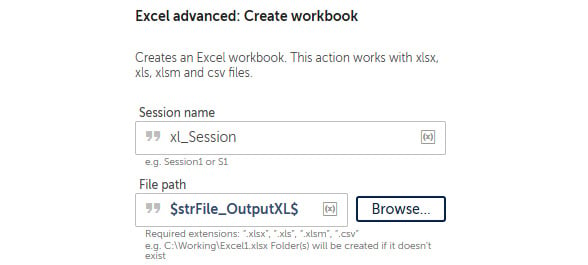 Excel advanced: Create workbook
Creates an Excel workbook. This action works with xlsx,
xls, xlsm and csv files.
Session name
xl_Session
(x)
e.g. Session1 or S1
File path
$strFile_OutputXL$
(x)
Browse...
Required extensions: ".xlsx", ".xls", ".xlsm", ".csv"
e.g. C:\Working\Excel1.xlsx Folder(s) will be created if it doesn't
exist